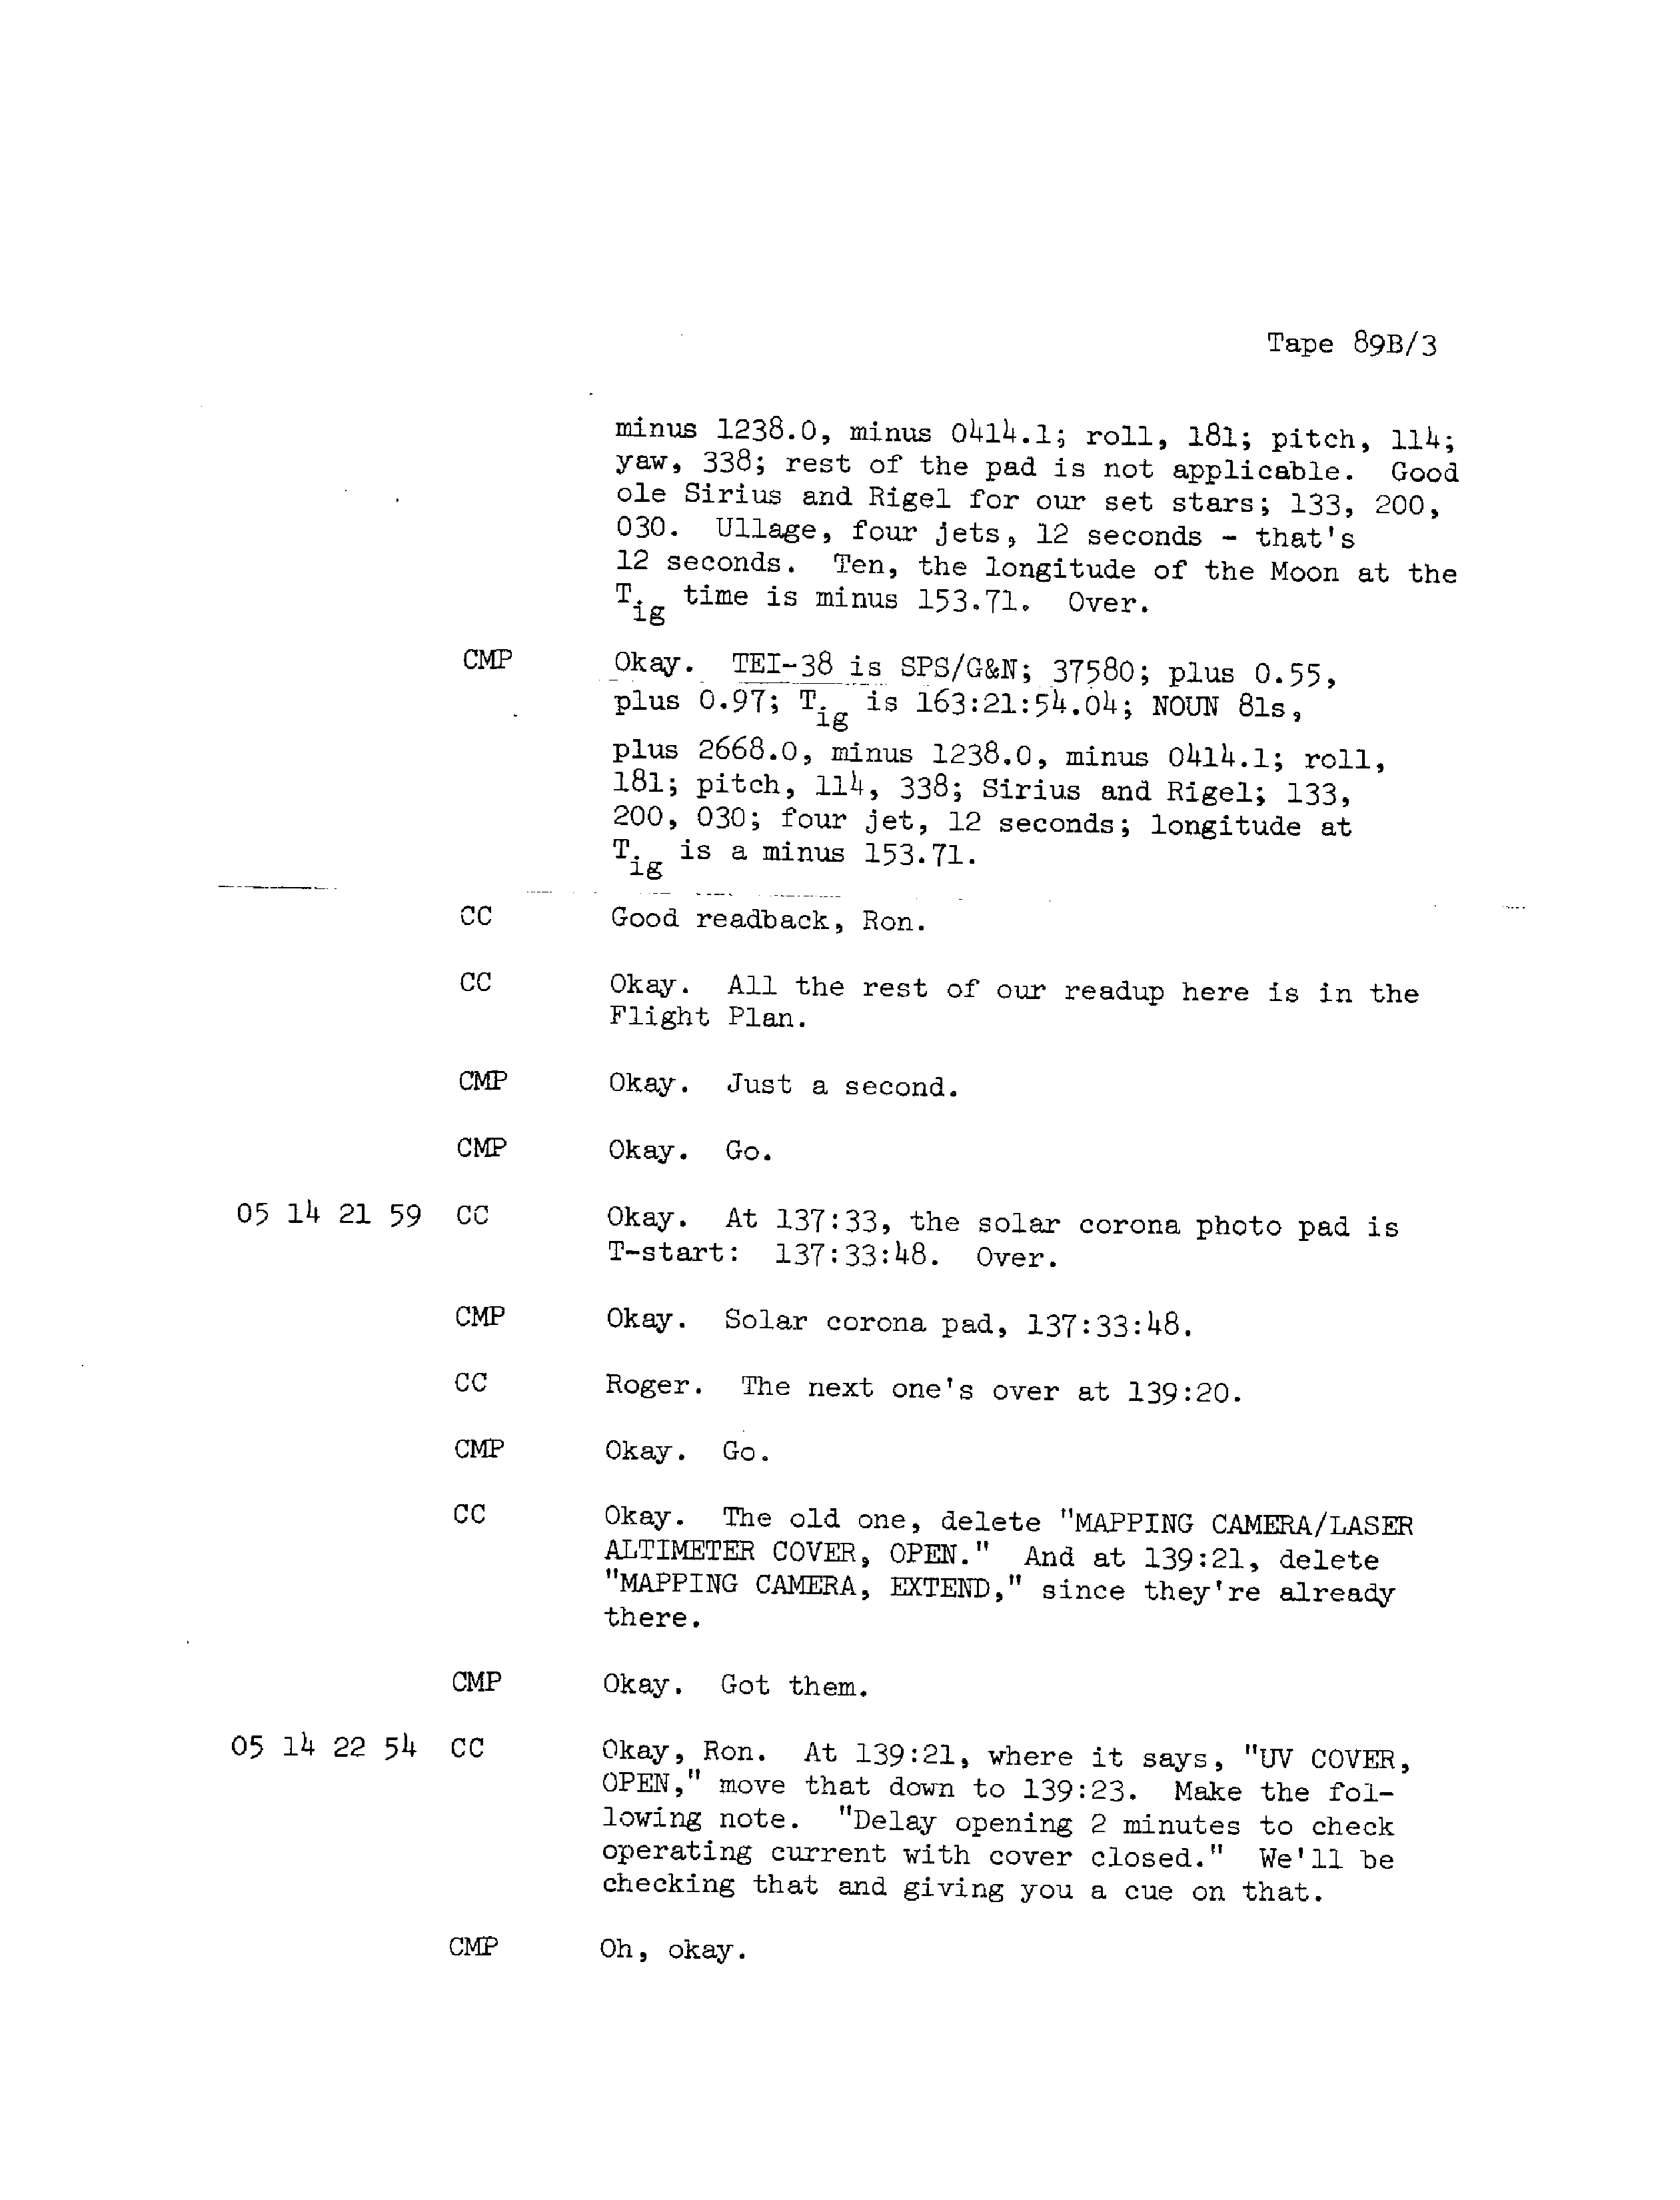 Tape 89B/3
minus 1238.0, minus 0414.1; roll, 181; pitch, 114;
yaw, 338; rest of the pad is not applicable. Good
ole Sirius and Rigel for our set stars; 133, 200,
030. Ullage, four jets, 12 seconds - that's
12 seconds. Ten, the longitude of the Moon at the
Tig time is minus 153.71. Over.
CMP Okay. TEI-38 is SPS/G&N; 37580; plus 0.55,
plus 0.97; Tig is 163:21:54.04; NOUN 81s,
plus 2668.0, minus 1238.0, minus 0414.1; roll,
181; pitch, 114, 338; Sirius and Rigel; 133,
200, 030; four jet, 12 seconds; longitude at
Tig is a minus 153.71.
CC Good readback, Ron.
CC Okay. All the rest of our readup here is in the
Flight Plan.
CMP Okay. Just a second.
CMP Okay. Go.
05 14 21 59 CC Okay. At 137:33, the solar corona photo pad is
T-start: 137:33:48. Over.
CMP Okay. Solar corona pad, 137:33:48.
CC Roger. The next one's over at 139:20.
CMP Okay. Go.
CC Okay. The old one, delete "MAPPING CAMERA/LASER
ALTIMETER COVER, OPEN." And at 139:21, delete
"MAPPING CAMERA, EXTEND," since they're already
there.
CMP Okay. Got them.
05 14 22 54 CC Okay, Ron. At 139:21, where it says, "UV COVER,
OPEN," move that down to 139:23. Make the fol-
lowing note. "Delay opening 2 minutes to check
operating current with cover closed." We'll be
checking that and giving you a cue on that.
CMP Oh, okay.